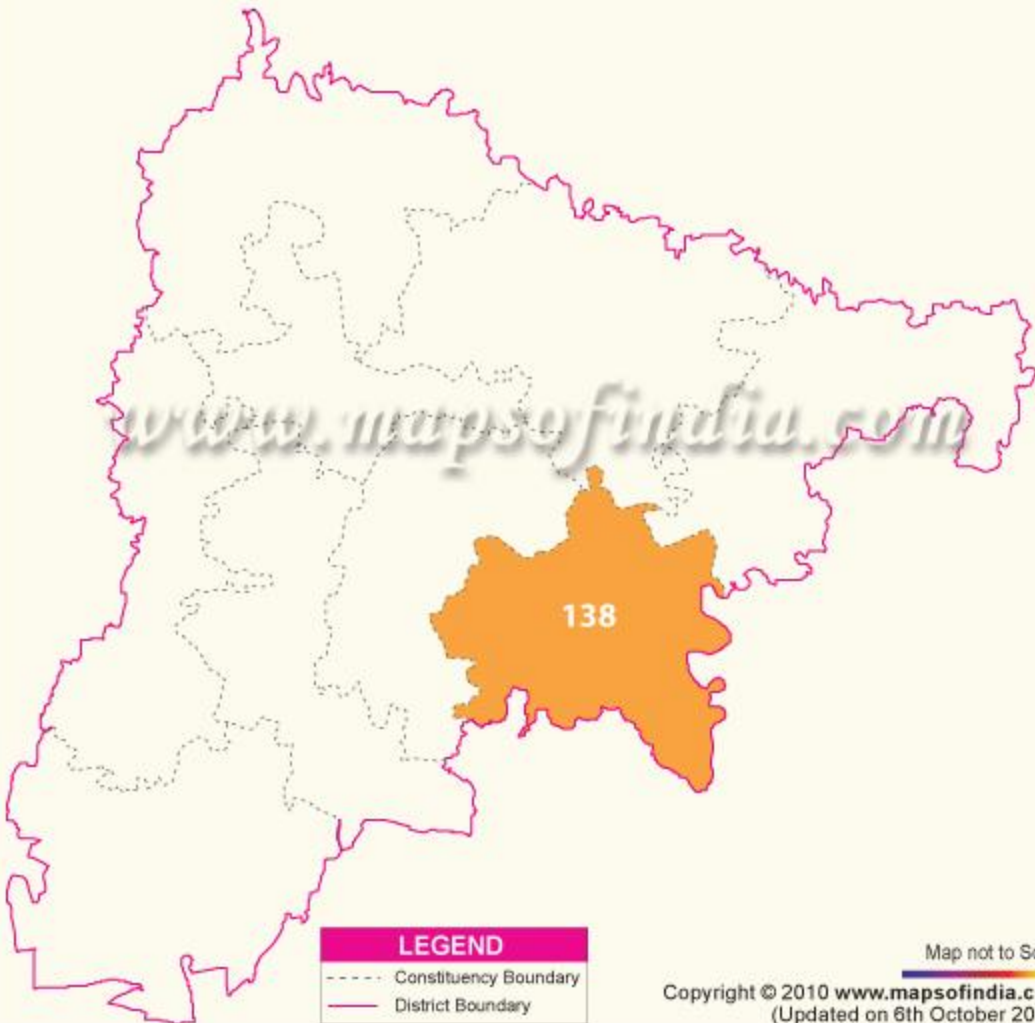 www.mapsofindia.com
138
LEGEND
Constituency Boundary
District Boundary
Map not to
Copyright © 2010 www.mapsofindia.c
(Updated on 6th October 20